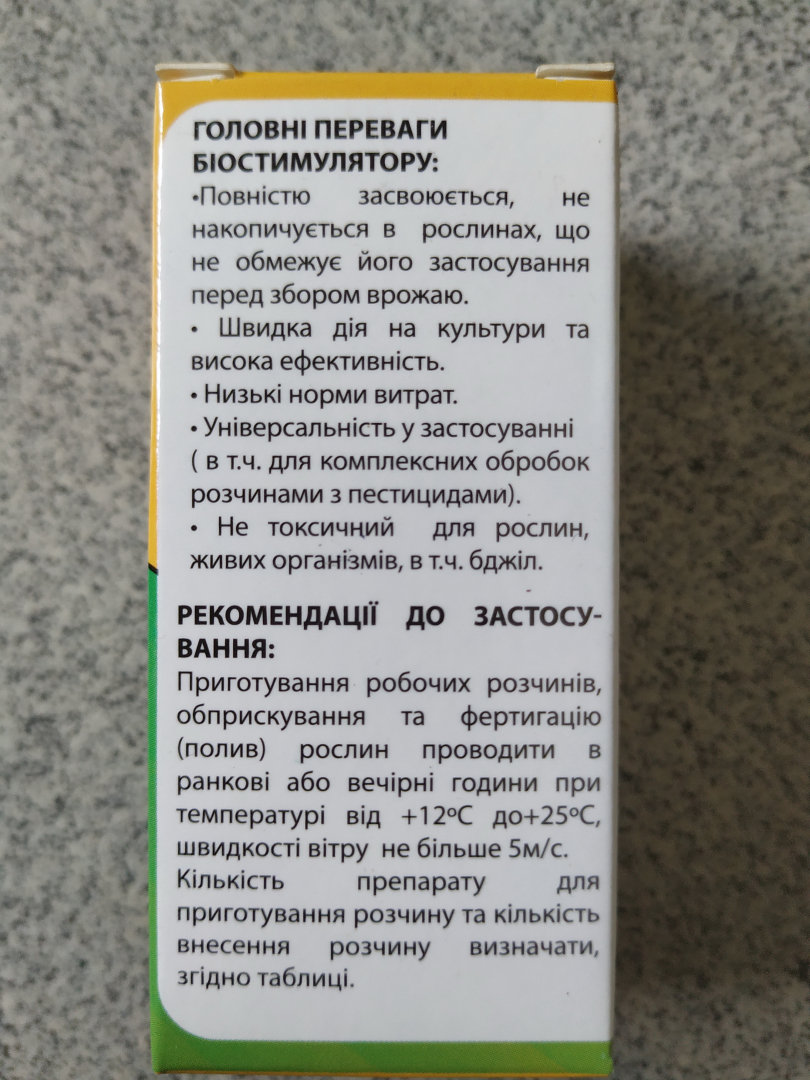 ГОЛОВНІ ПЕРЕВАГИ
БІОСТИМУЛЯТОРУ:
•Повністю засвоюється, не
накопичується в рослинах, що
не обмежує його застосування
перед збором врожаю.
• Швидка дія на культури та
висока ефективність.
• Низькі норми витрат.
• Універсальність у застосуванні
( в т.ч. для комплексних обробок
розчинами з пестицидами).
• Не токсичний для рослин,
живих організмів, в т.ч. бджіл.
РЕКОМЕНДАЦІЇ ДО ЗАСТОСУ-
ВАННЯ:
Приготування робочих розчинів,
обприскування та фертигацію
(полив) рослин проводити в
ранкові або вечірні години при
температурі від +12ºС до+25ºС,
швидкості вітру не більше 5м/с.
Кількість препарату для
приготування розчину та кількість
внесення розчину визначати,
згідно таблиці.